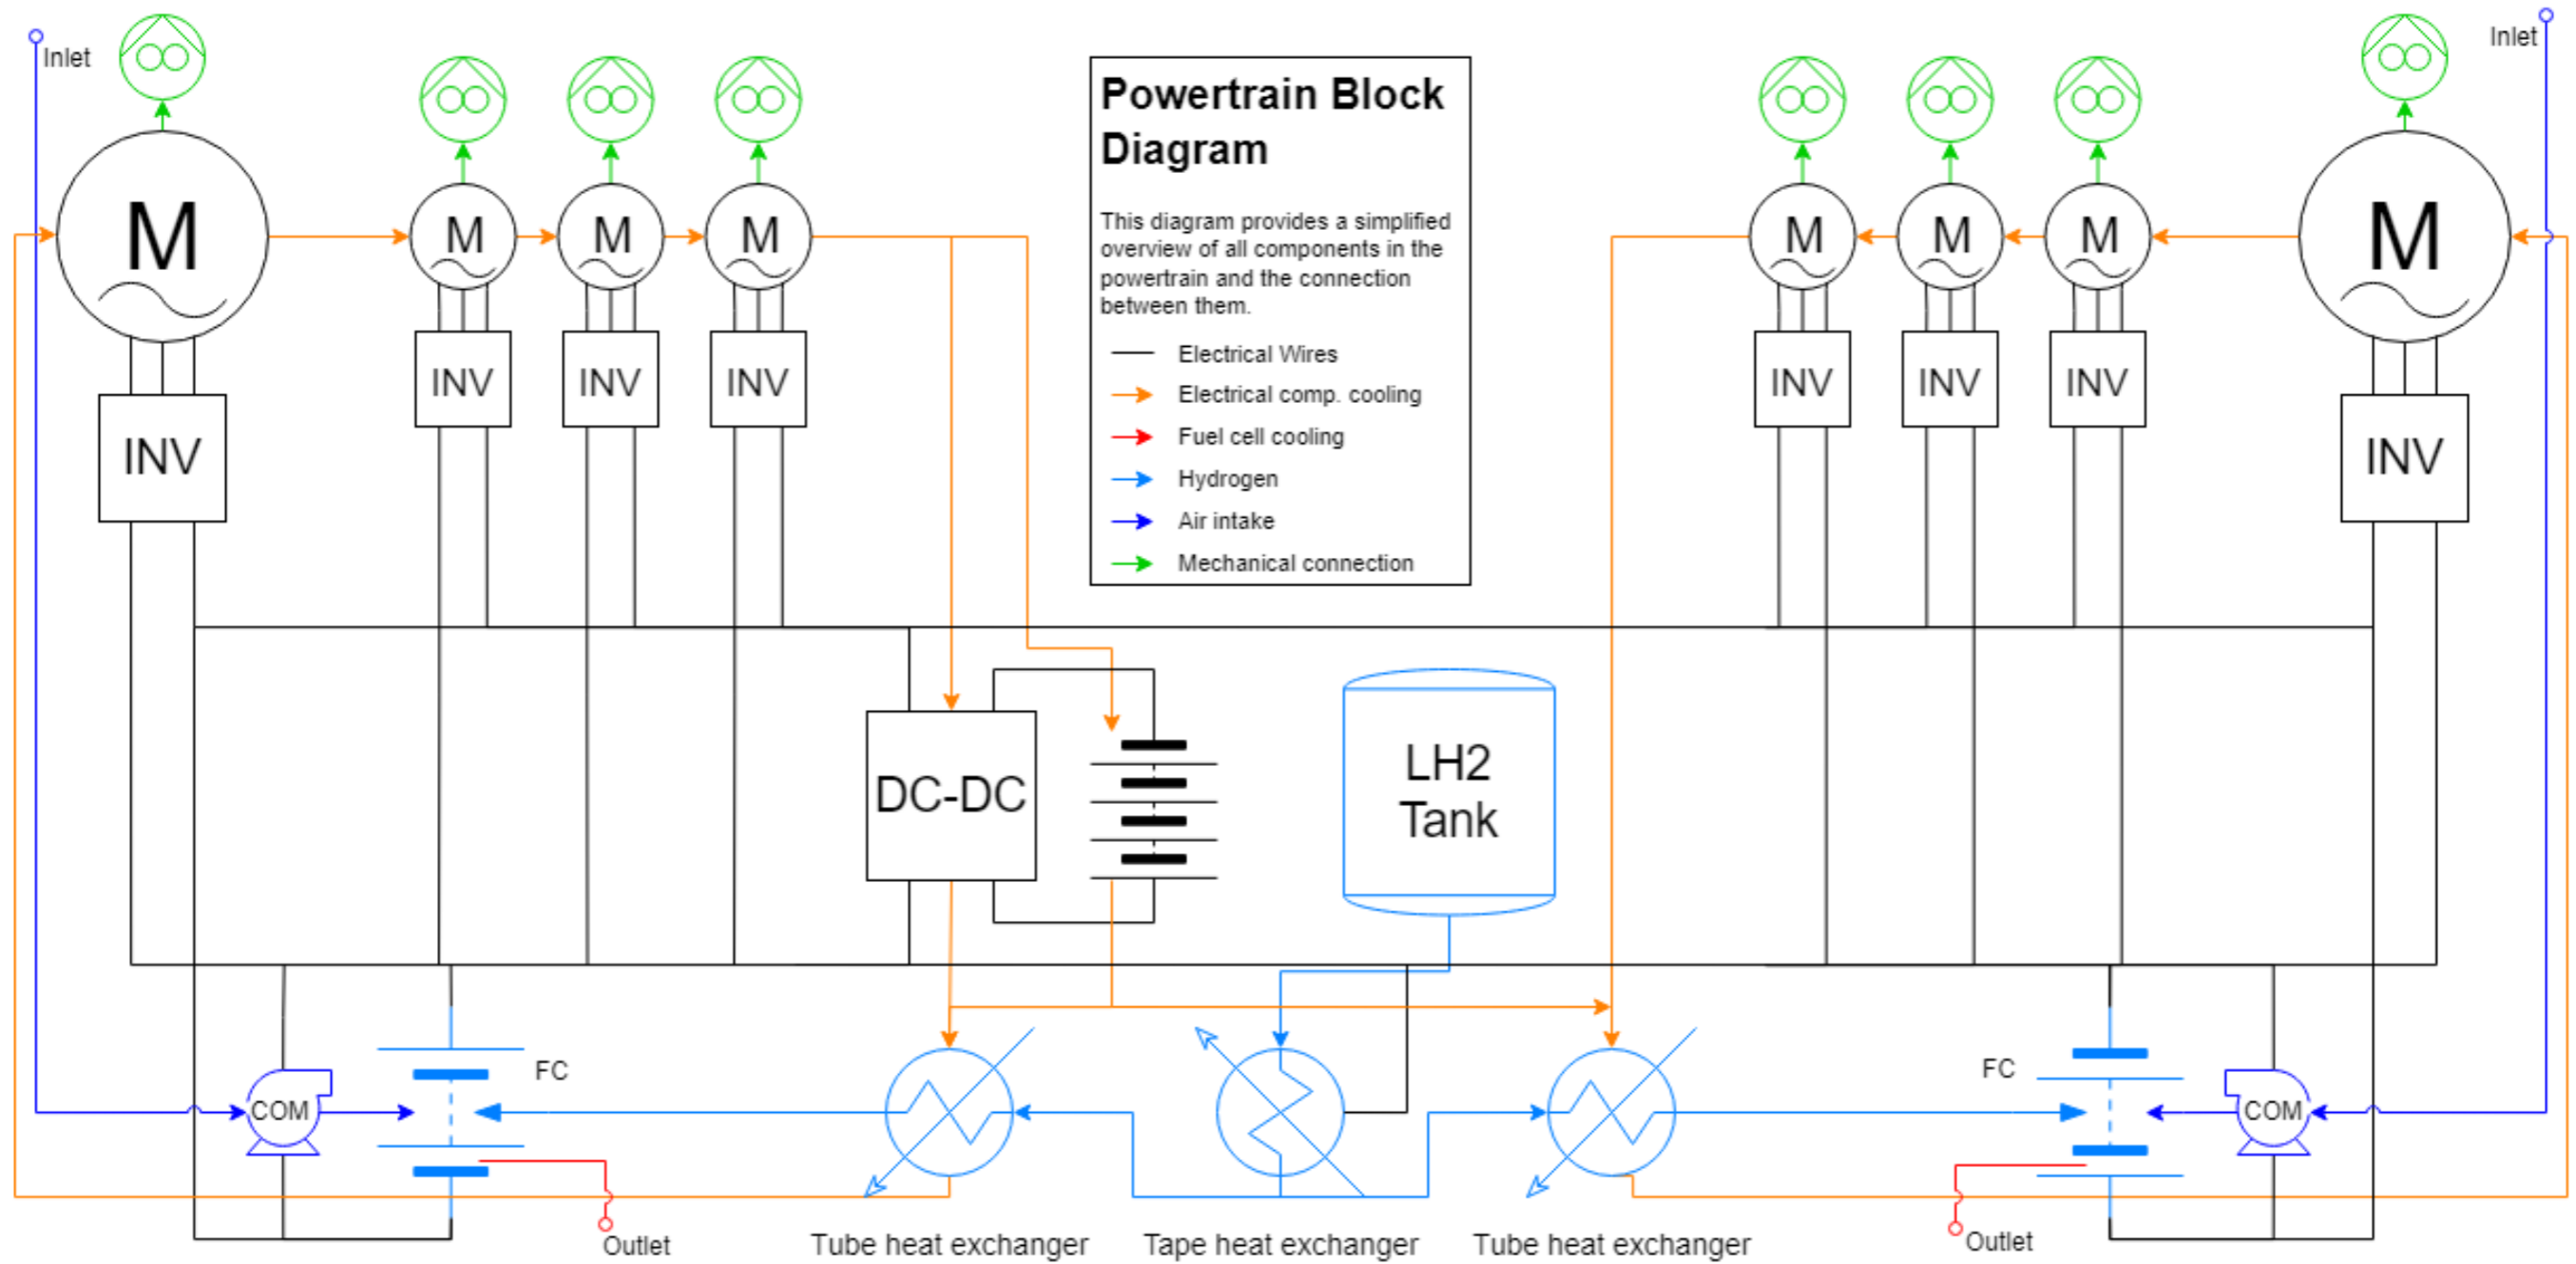 Inlet
Inlet
Powertrain Block
Diagram
This diagram provides a simplified
overview of all components in the
powertrain and the connection
between them.
Electrical Wires
Electrical comp. cooling
Fuel cell cooling
Hydrogen
Air intake
Mechanical connection
M
M
M
M
M
M
M
M
INV
INV
INV
INV
INV
INV
INV
INV
DC-DC
LH2
Tank
FC
FC
COM
COM
Outlet
Tube heat exchanger
Tape heat exchanger
Tube heat exchanger
Outlet